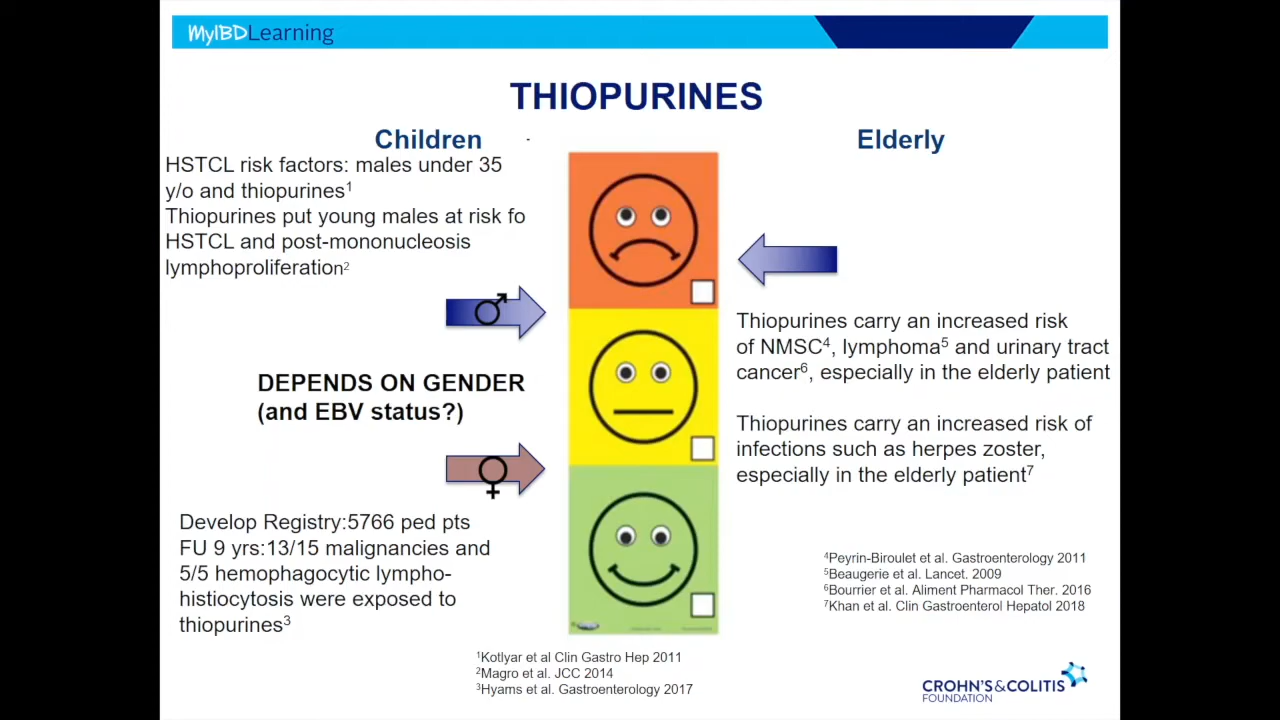 MyIBDLearning
THIOPURINES
Children
HSTCL risk factors: males under 35
y/o and thiopurines¹
Thiopurines put young males at risk fo
HSTCL and post-mononucleosis
lymphoproliferation²
DEPENDS ON GENDER
(and EBV status?)
Develop Registry:5766 ped pts
FU 9 yrs:13/15 malignancies and
5/5 hemophagocytic lympho-
histiocytosis were exposed to
thiopurines³
Elderly
Thiopurines carry an increased risk
of NMSC⁴, lymphoma⁵ and urinary tract
cancer⁶, especially in the elderly patient
Thiopurines carry an increased risk of
infections such as herpes zoster,
especially in the elderly patient⁷
⁴Peyrin-Biroulet et al. Gastroenterology 2011
⁵Beaugerie et al. Lancet. 2009
⁶Bourrier et al. Aliment Pharmacol Ther. 2016
⁷Khan et al. Clin Gastroenterol Hepatol 2018
¹Kotlyar et al Clin Gastro Hep 2011
²Magro et al. JCC 2014
³Hyams et al. Gastroenterology 2017
CROHN'S&COLITIS
FOUNDATION